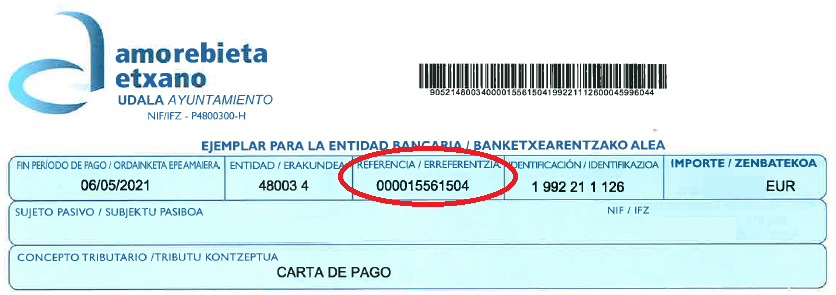 amorebieta
etxano
UDALA AYUNTAMIENTO
NIF/IFZ - P4800300-H
90521480034000015561504199221112600045996044
EJEMPLAR PARA LA ENTIDAD BANCARIA / BANKETXEARENTZAKO ALEA
FIN PERÍODO DE PAGO / ORDAINKETA EPE AMAIERA. ENTIDAD / ERAKUNDEA REFERENCIA / ERREFERENTZIA IDENTIFICACIÓN / IDENTIFIKAZIOA IMPORTE / ZENBATEKOA
06/05/2021 48003 4 000015561504 1 992 21 1 126 EUR
SUJETO PASIVO / SUBJEKTU PASIBOA NIF / IFZ
CONCEPTO TRIBUTARIO /TRIBUTU KONTZEPTUA
CARTA DE PAGO